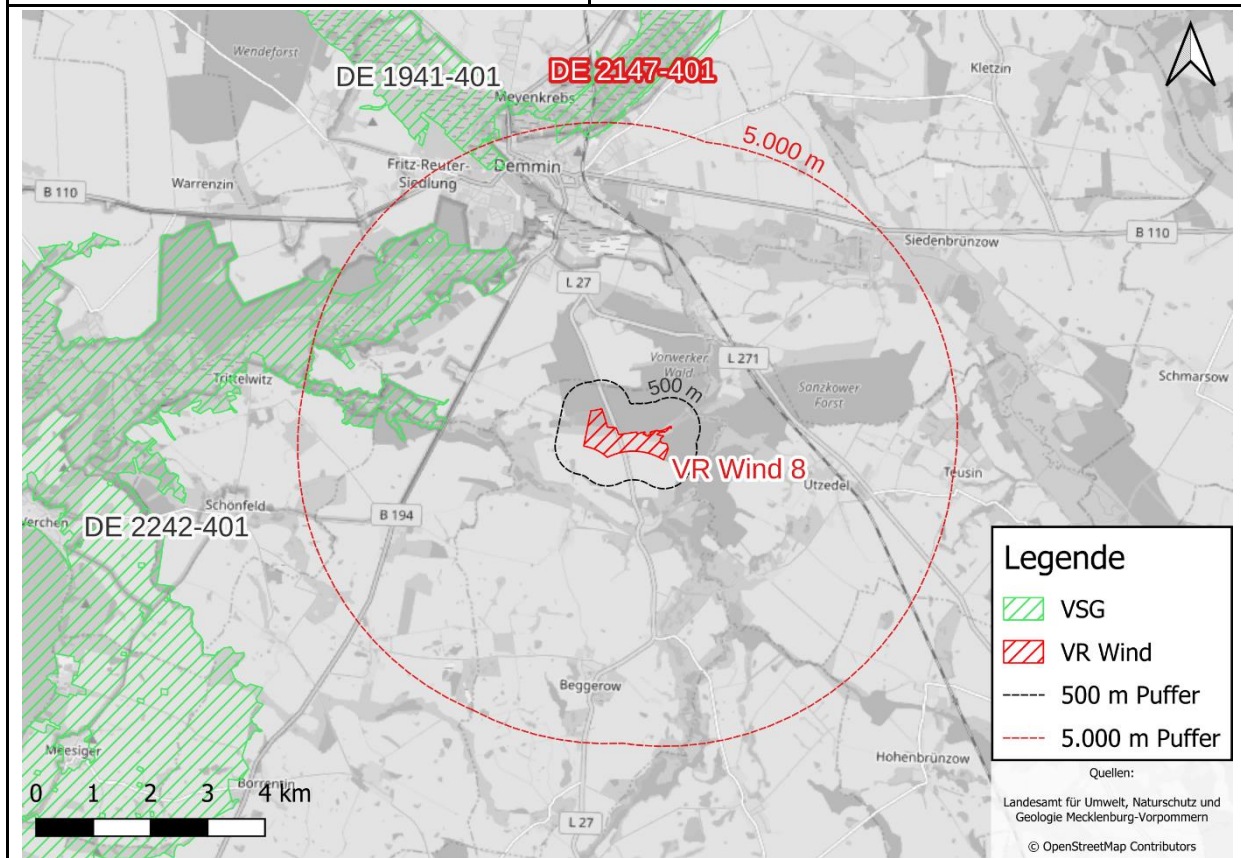 Wendeforst
DE 1941-401
DE 2147-401
Kletzin
Meyenkrebs
5.000 m
Fritz-Reuter-
Siedlung
Demmin
Warrenzin
B 110
Siedenbrünzow
B 110
L 27
Vorwerker
Wald
L 271
Sanzkower
Forst
Schmarsow
Trittelwitz
500 m
VR Wind 8
Teusin
Utzedel
Schönfeld
B 194
Verchen
DE 2242-401
Beggerow
Meesiger
Borrentin
Hohenbrünzow
L 27
0 1 2 3 4 km
Legende
VSG
VR Wind
500 m Puffer
5.000 m Puffer
Quellen:
Landesamt für Umwelt, Naturschutz und
Geologie Mecklenburg-Vorpommern
© OpenStreetMap Contributors